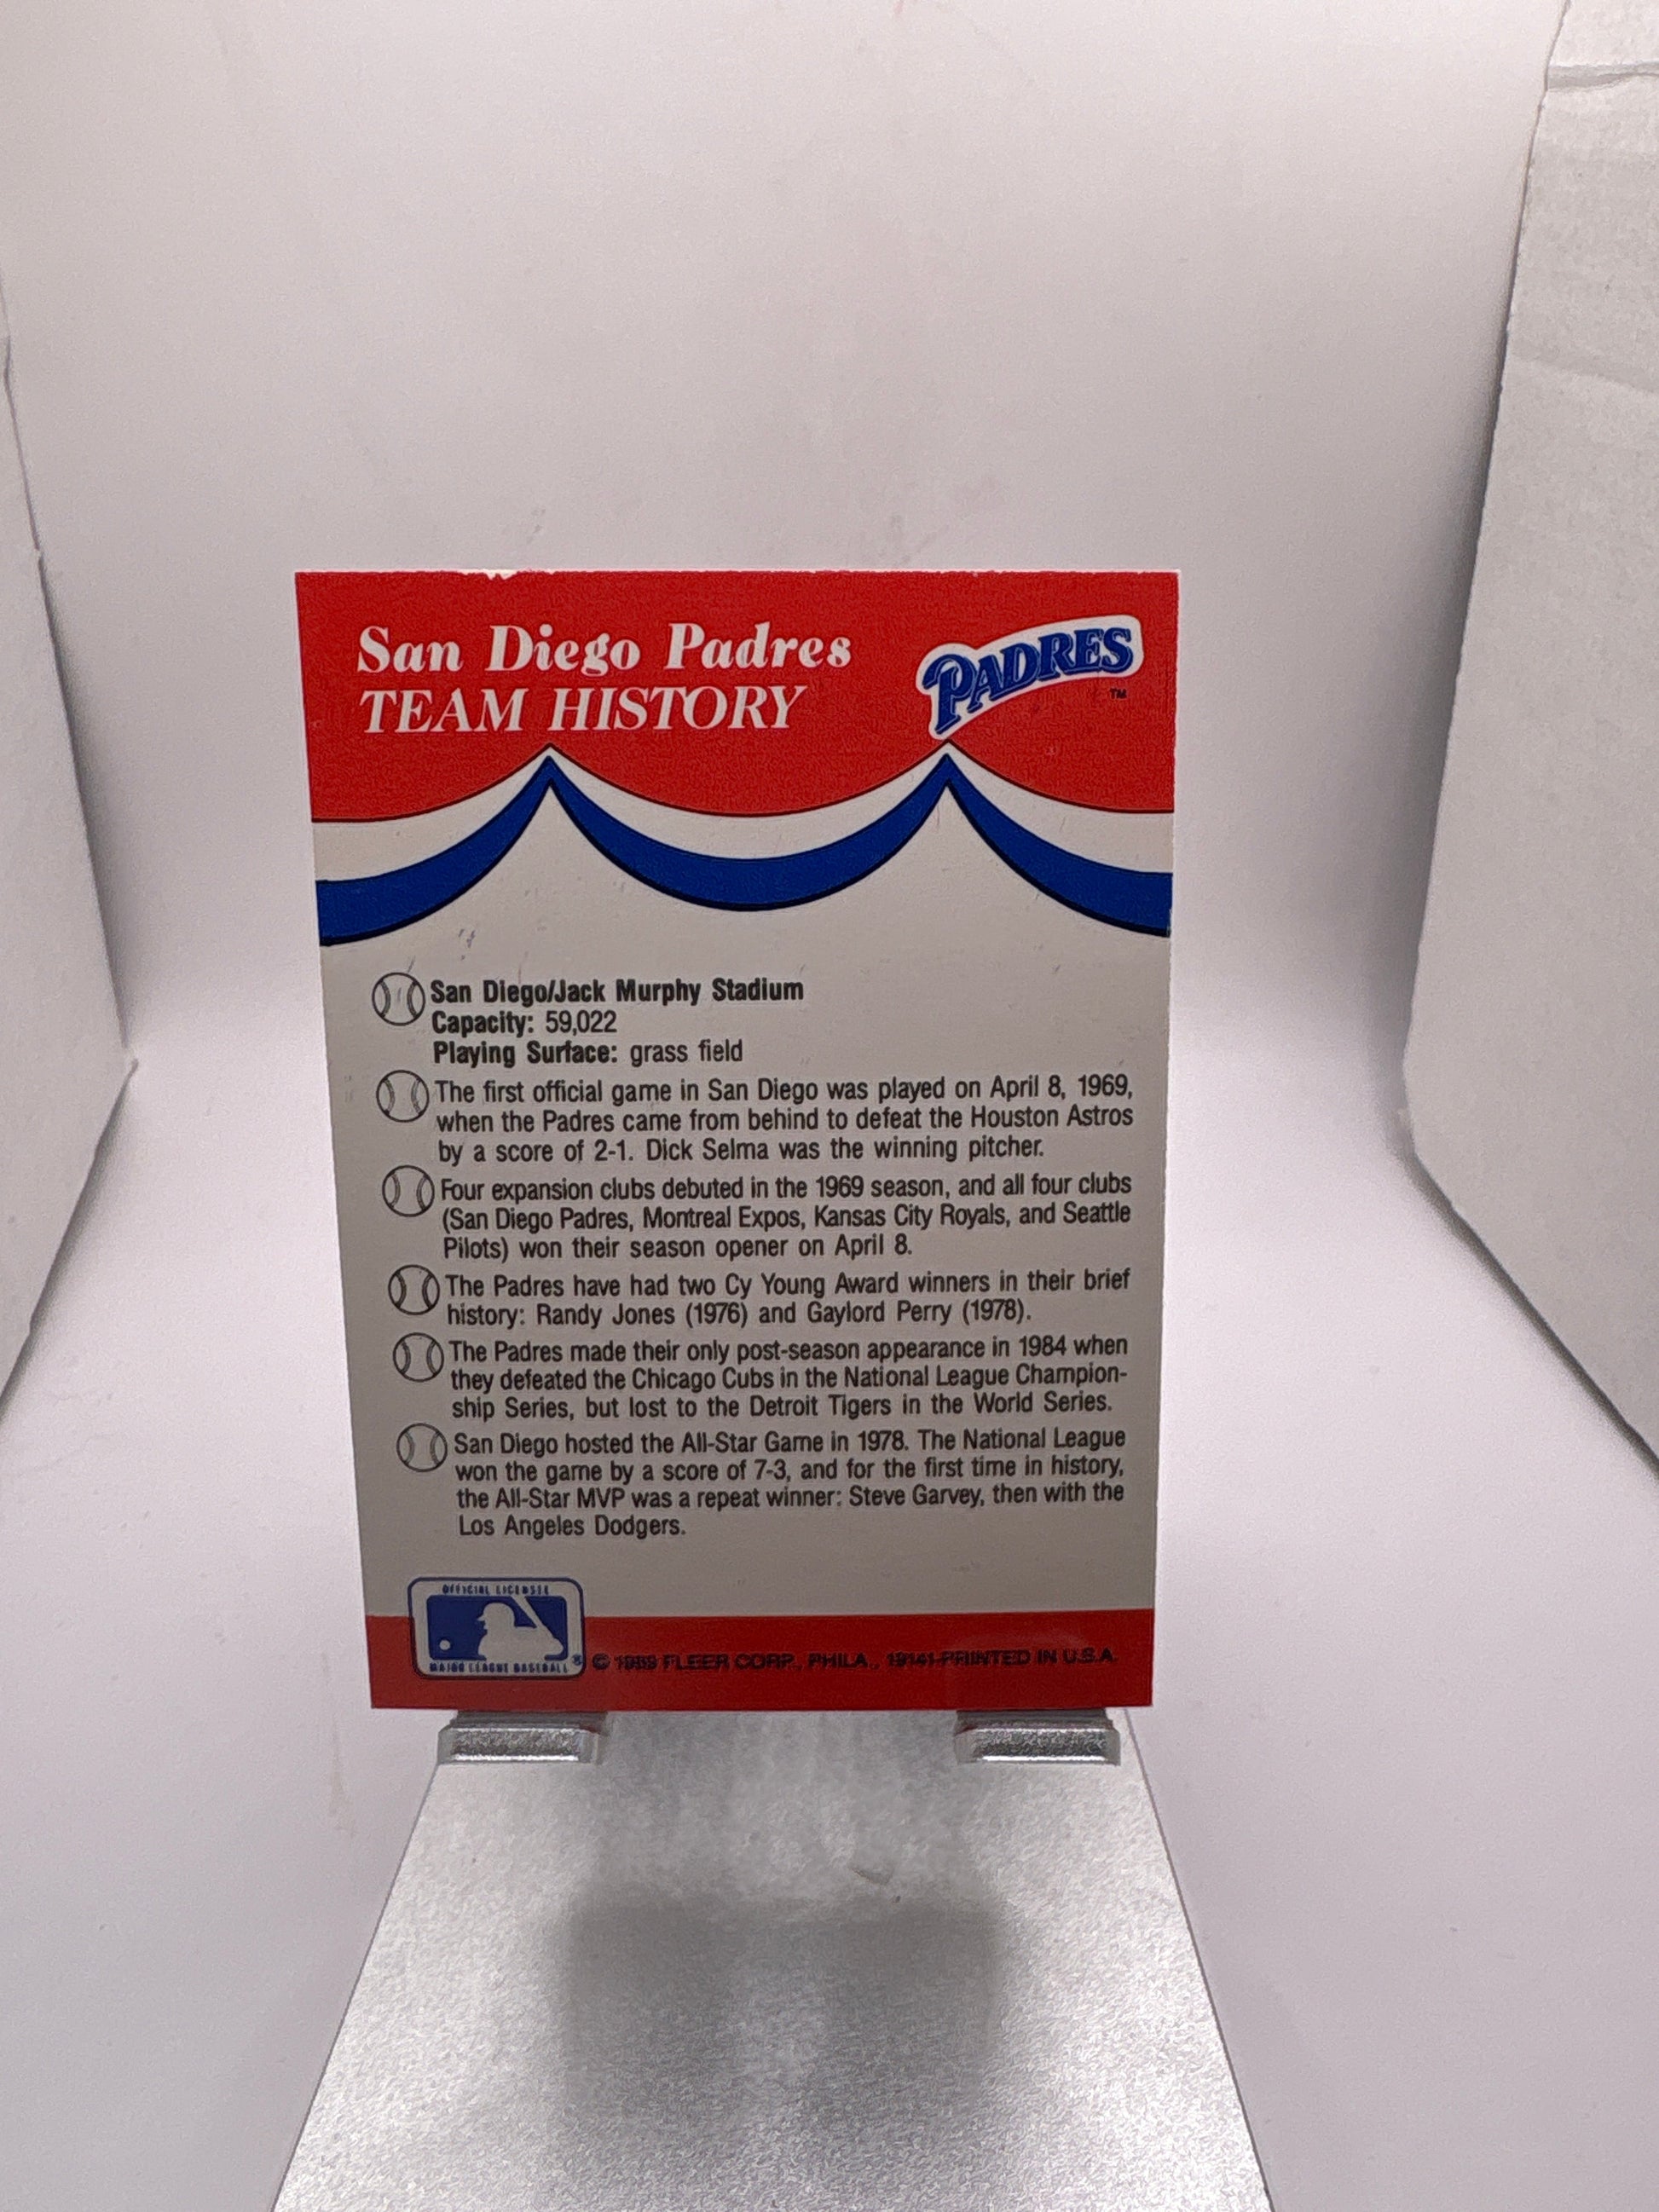 San Diego Padres
TEAM HISTORY
PADRES
TM
San Diego/Jack Murphy Stadium
Capacity: 59,022
Playing Surface: grass field
The first official game in San Diego was played on April 8, 1969,
when the Padres came from behind to defeat the Houston Astros
by a score of 2-1. Dick Selma was the winning pitcher.
Four expansion clubs debuted in the 1969 season, and all four clubs
(San Diego Padres, Montreal Expos, Kansas City Royals, and Seattle
Pilots) won their season opener on April 8.
The Padres have had two Cy Young Award winners in their brief
history: Randy Jones (1976) and Gaylord Perry (1978).
The Padres made their only post-season appearance in 1984 when
they defeated the Chicago Cubs in the National League Champion-
ship Series, but lost to the Detroit Tigers in the World Series.
San Diego hosted the All-Star Game in 1978. The National League
won the game by a score of 7-3, and for the first time in history,
the All-Star MVP was a repeat winner: Steve Garvey, then with the
Los Angeles Dodgers.
OFFICIAL LICENSEE
MAJOR LEAGUE BASEBALL ®
© 1989 FLEER CORP., PHILA., 19141-PRINTED IN U.S.A.